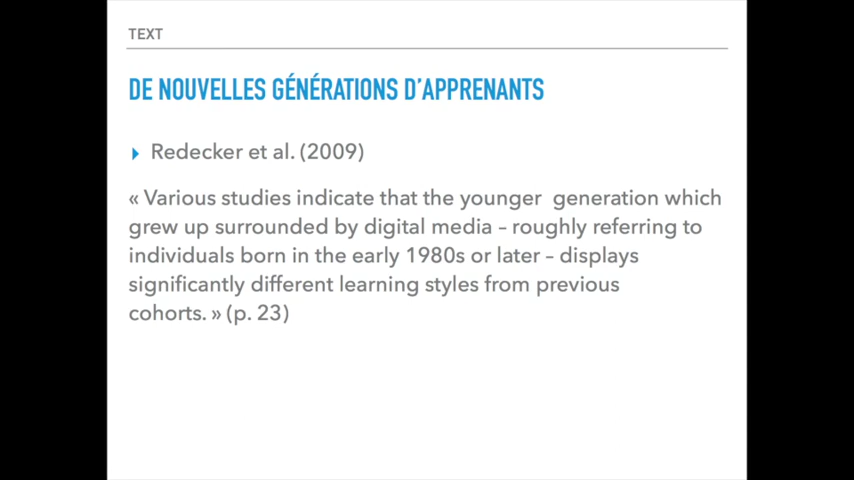 TEXT
DE NOUVELLES GÉNÉRATIONS D'APPRENANTS
▸ Redecker et al. (2009)
« Various studies indicate that the younger  generation which
grew up surrounded by digital media – roughly referring to
individuals born in the early 1980s or later – displays
significantly different learning styles from previous
cohorts. » (p. 23)